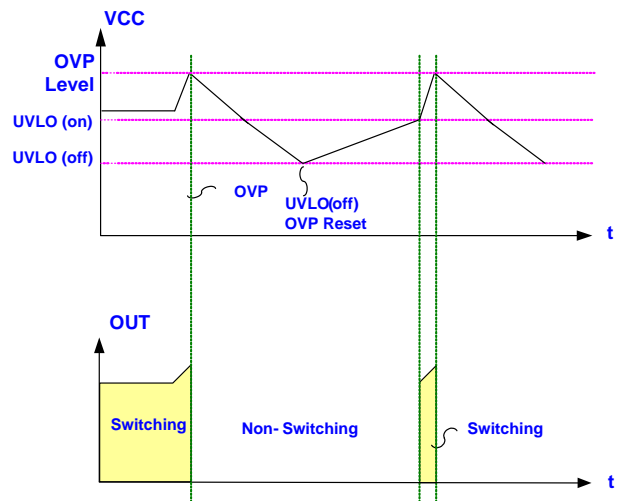 VCC
OVP
Level
UVLO (on)
UVLO (off)
OVP
UVLO(off)
OVP Reset
t
OUT
Switching
Non- Switching
Switching
t